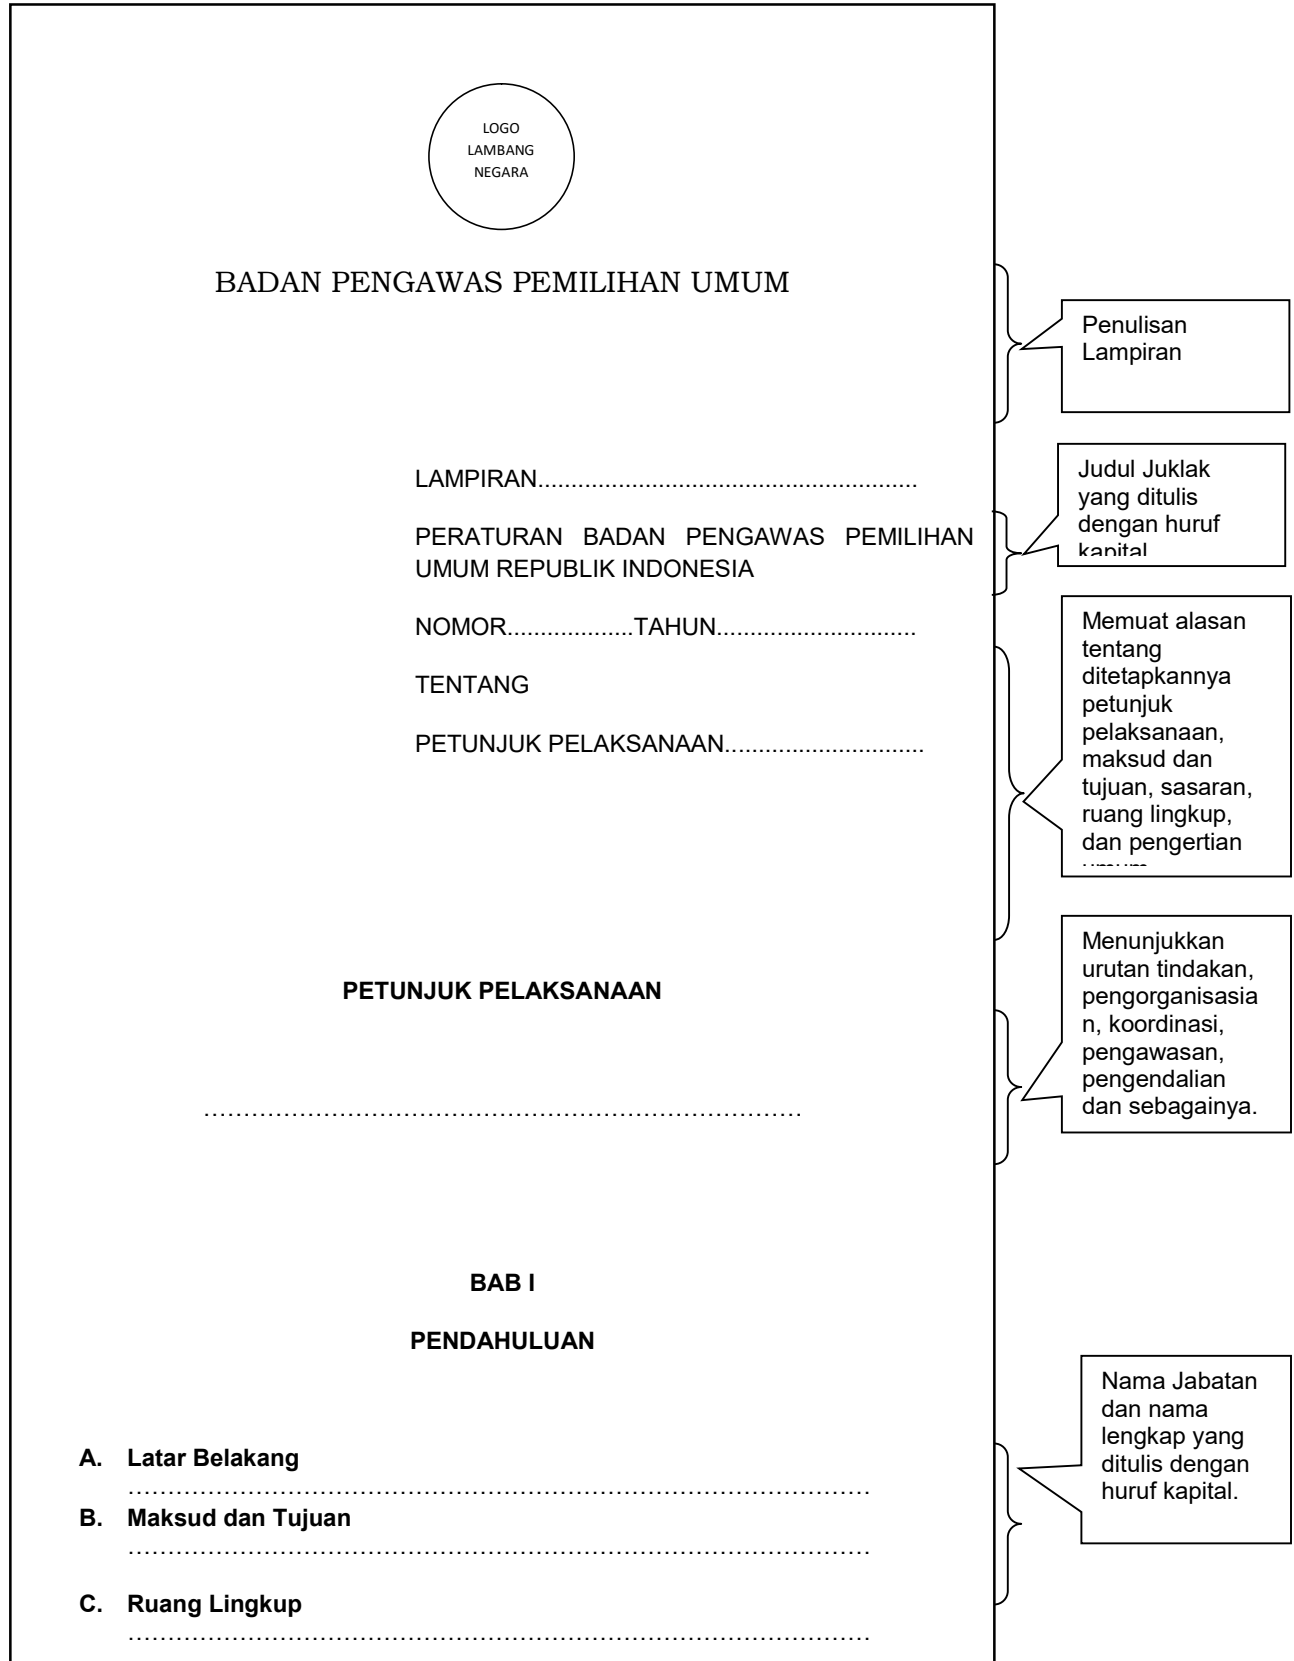 LOGO
LAMBANG
NEGARA
BADAN PENGAWAS PEMILIHAN UMUM
Penulisan
Lampiran
LAMPIRAN.........................................................
PERATURAN BADAN PENGAWAS PEMILIHAN
UMUM REPUBLIK INDONESIA
NOMOR...................TAHUN..............................
TENTANG
PETUNJUK PELAKSANAAN..............................
Judul Juklak
yang ditulis
dengan huruf
kapital
Memuat alasan
tentang
ditetapkannya
petunjuk
pelaksanaan,
maksud dan
tujuan, sasaran,
ruang lingkup,
dan pengertian
umum
PETUNJUK PELAKSANAAN
…………………………………………………………………
Menunjukkan
urutan tindakan,
pengorganisasia
n, koordinasi,
pengawasan,
pengendalian
dan sebagainya.
BAB I
PENDAHULUAN
A. Latar Belakang
…………………………………………………………………………………
B. Maksud dan Tujuan
…………………………………………………………………………………
C. Ruang Lingkup
…………………………………………………………………………………
Nama Jabatan
dan nama
lengkap yang
ditulis dengan
huruf kapital.